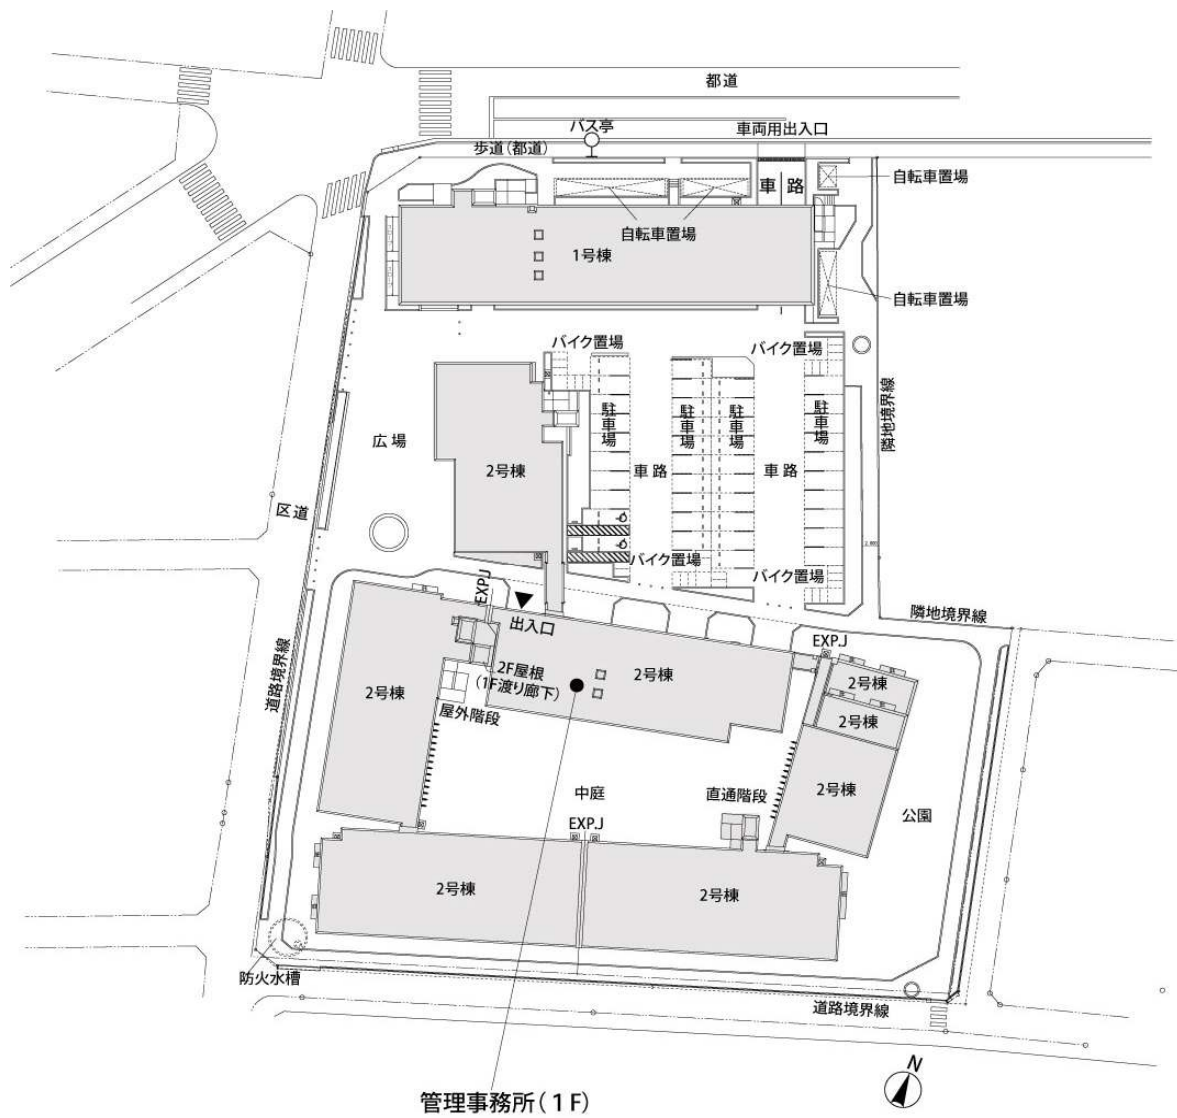 都道
バス亭
車両用出入口
歩道(都道)
車路
自転車置場
自転車置場
1号棟
自転車置場
バイク置場
バイク置場
駐車場
駐車場
駐車場
駐車場
隣地境界線
広場
2号棟
車路
車路
区道
バイク置場
バイク置場
EXP.J
出入口
隣地境界線
EXP.J
道路境界線
2F屋根
(1F渡り廊下)
2号棟
2号棟
2号棟
2号棟
屋外階段
中庭
直通階段
2号棟
公園
EXP.J
2号棟
2号棟
防火水槽
道路境界線
N
管理事務所(1F)